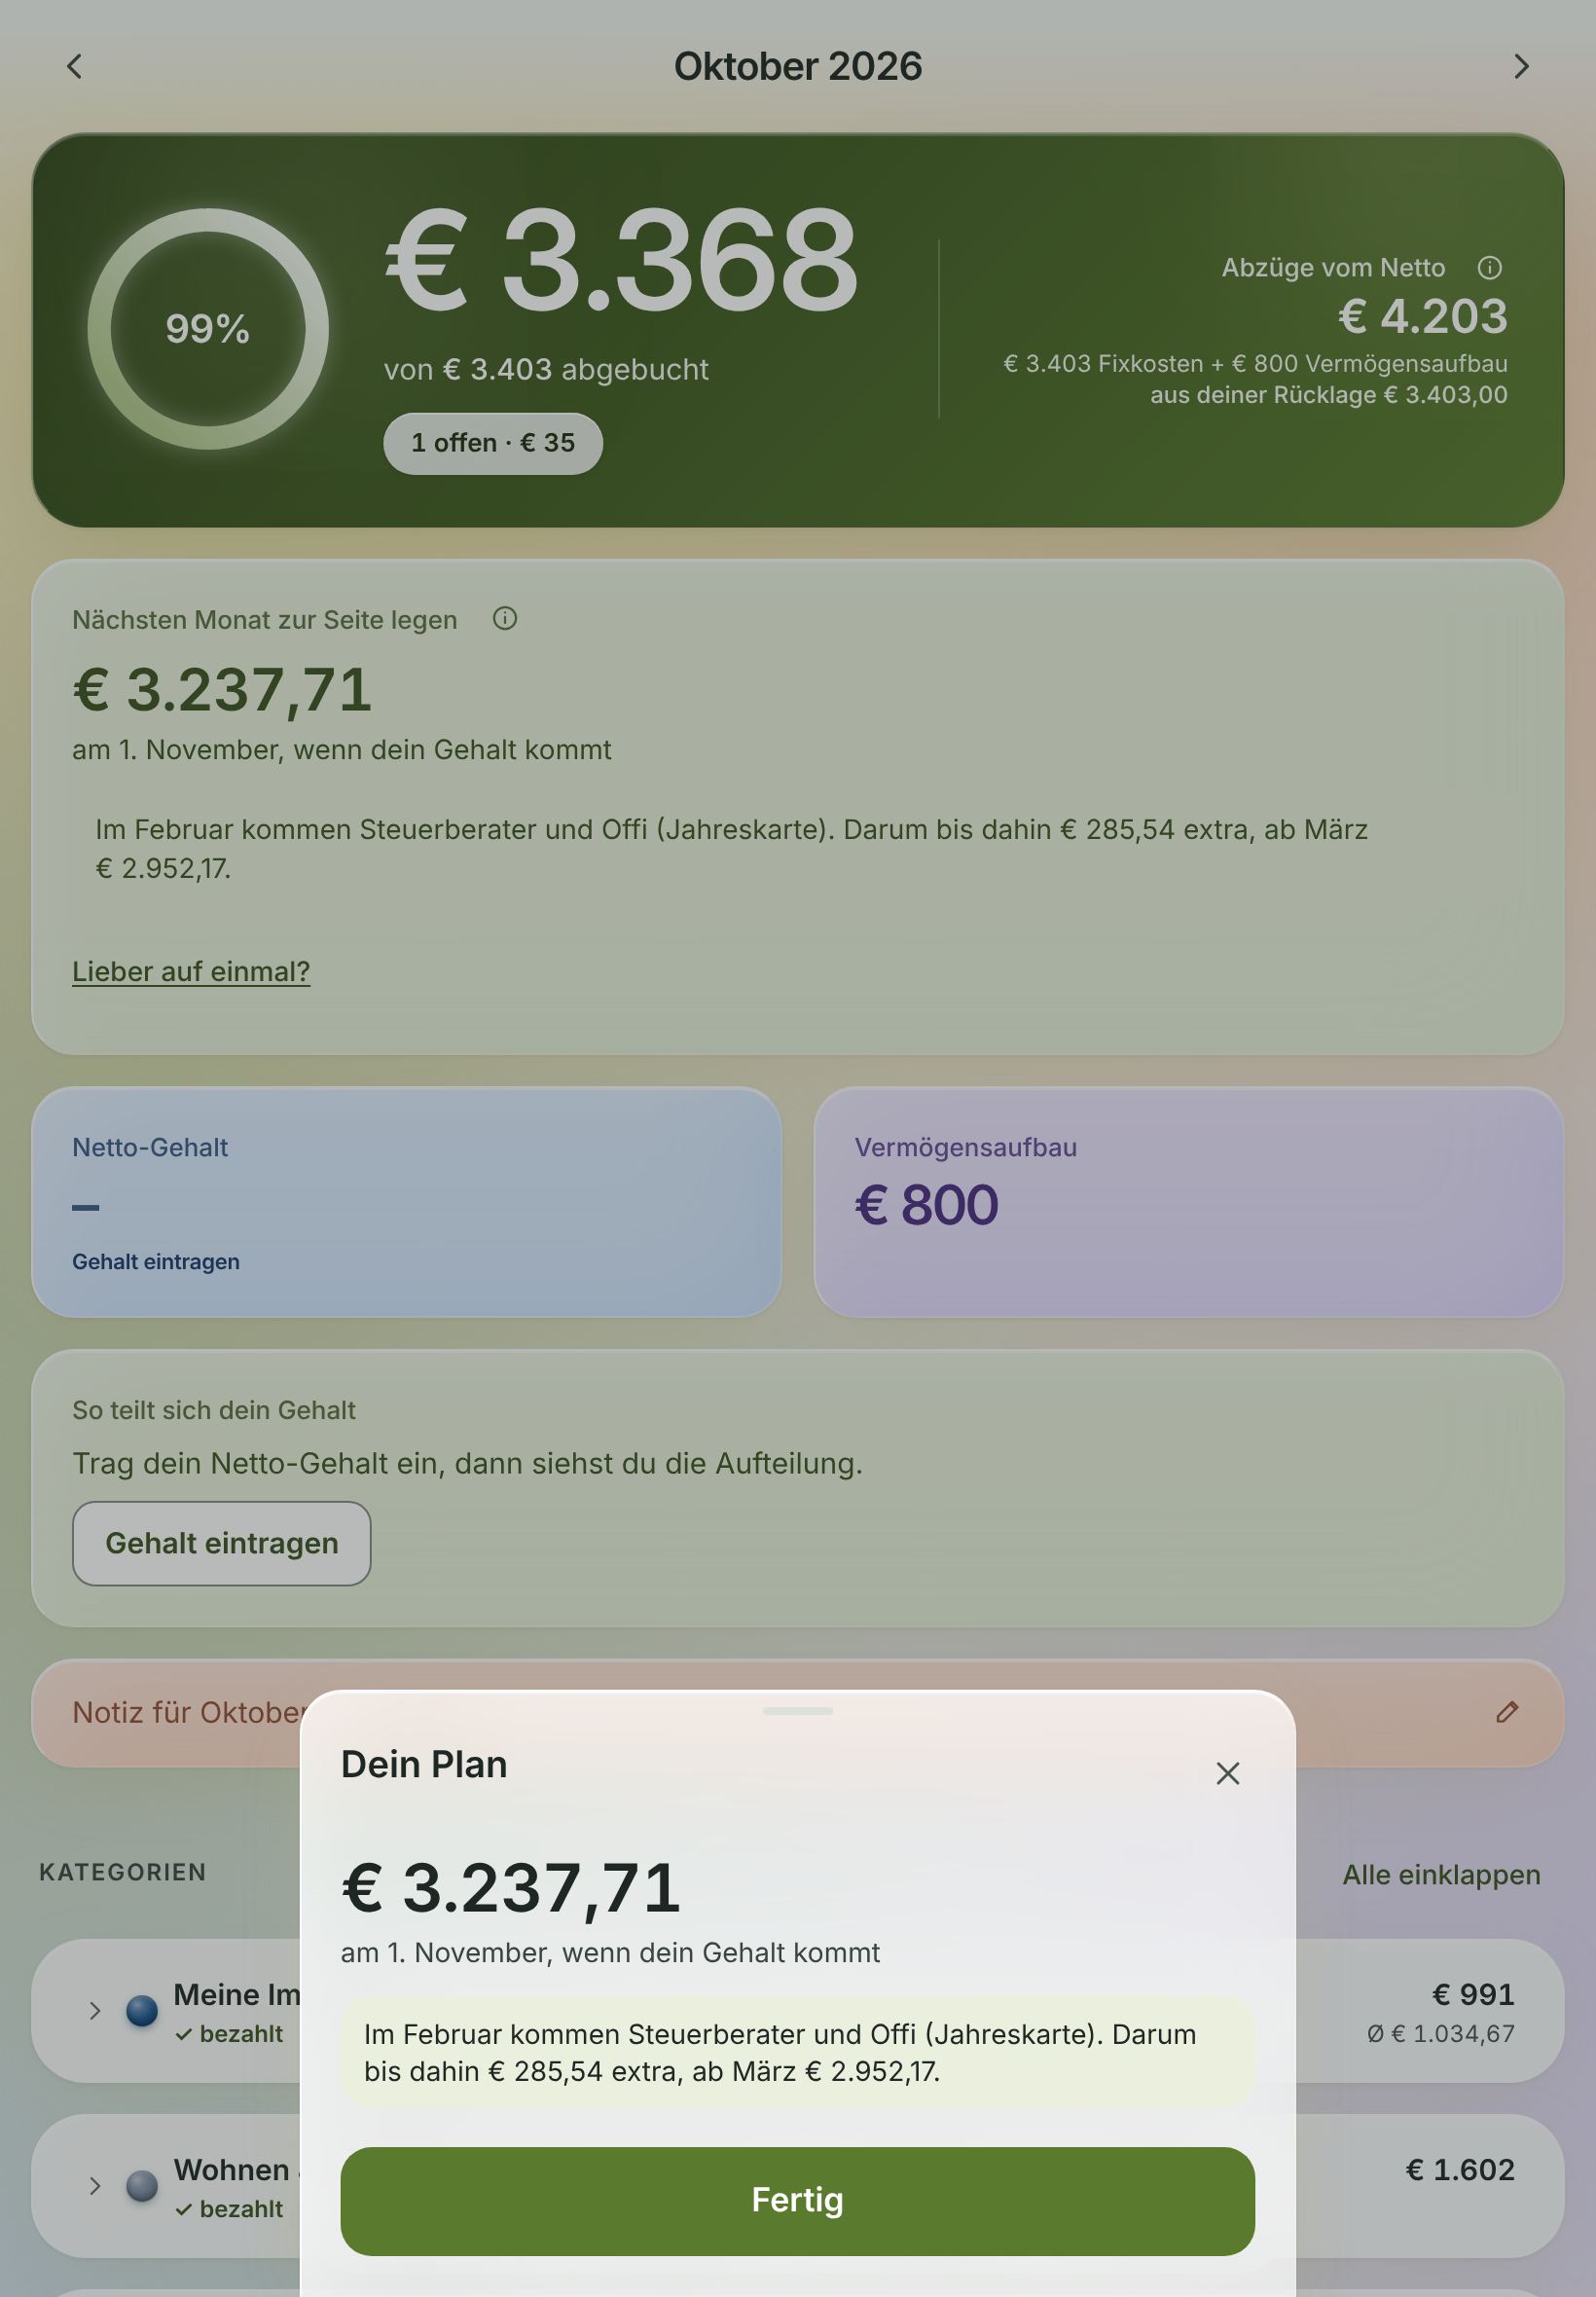 Oktober 2026
99%
€ 3.368
von € 3.403 abgebucht
1 offen · € 35
Abzüge vom Netto
€ 4.203
€ 3.403 Fixkosten + € 800 Vermögensaufbau
aus deiner Rücklage € 3.403,00
Nächsten Monat zur Seite legen
€ 3.237,71
am 1. November, wenn dein Gehalt kommt
Im Februar kommen Steuerberater und Offi (Jahreskarte). Darum bis dahin € 285,54 extra, ab März
€ 2.952,17.
Lieber auf einmal?
Netto-Gehalt
–
Gehalt eintragen
Vermögensaufbau
€ 800
So teilt sich dein Gehalt
Trag dein Netto-Gehalt ein, dann siehst du die Aufteilung.
Gehalt eintragen
Notiz für Oktober
KATEGORIEN
Alle einklappen
Meine Im
✓ bezahlt
€ 991
Ø € 1.034,67
Wohnen
✓ bezahlt
€ 1.602
Dein Plan
€ 3.237,71
am 1. November, wenn dein Gehalt kommt
Im Februar kommen Steuerberater und Offi (Jahreskarte). Darum
bis dahin € 285,54 extra, ab März € 2.952,17.
Fertig